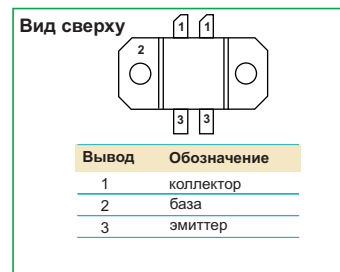 Вид сверху
1 1
2
3 3
Вывод Обозначение
1 коллектор
2 база
3 эмиттер